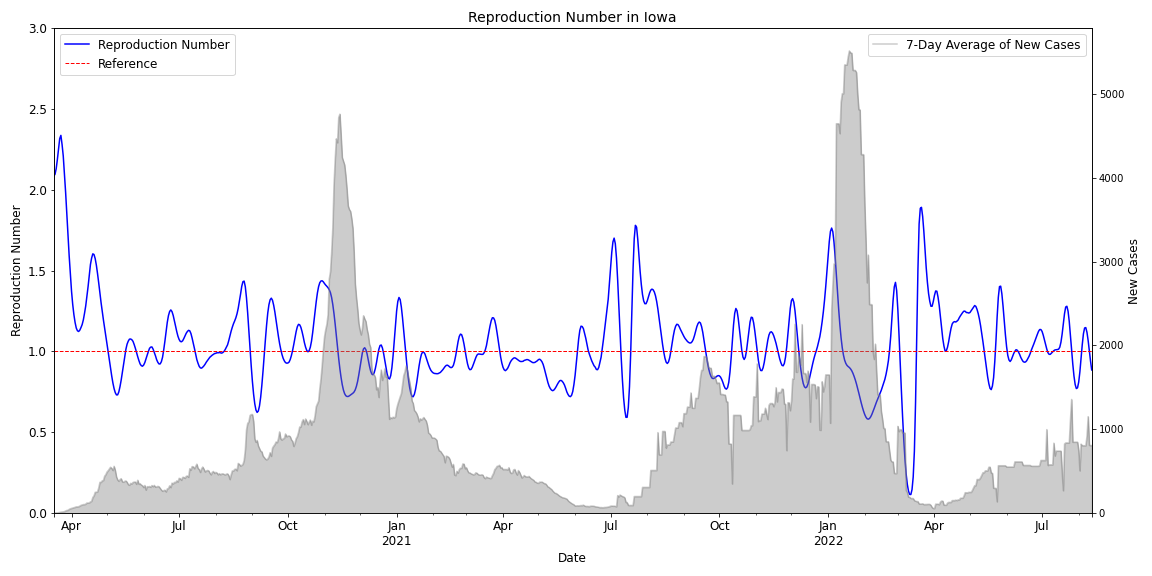 Reproduction Number in Iowa
Reproduction Number
Reference
7-Day Average of New Cases
3.0
2.5
2.0
1.5
1.0
0.5
0.0
Reproduction Number
5000
4000
3000
2000
1000
0
New Cases
Apr Jul Oct Jan Apr Jul Oct Jan Apr Jul
2021 2022
Date